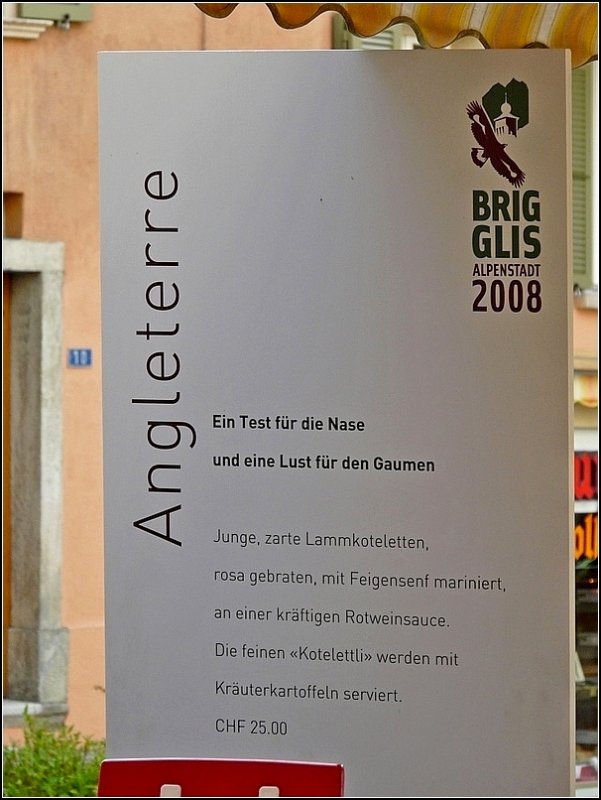 BRIG
GLIS
ALPENSTADT
2008
Angleterre
10
Ein Test für die Nase
und eine Lust für den Gaumen
Junge, zarte Lammkoteletten,
rosa gebraten, mit Feigensenf mariniert,
an einer kräftigen Rotweinsauce.
Die feinen «Kotelettli» werden mit
Kräuterkartoffeln serviert.
CHF 25.00